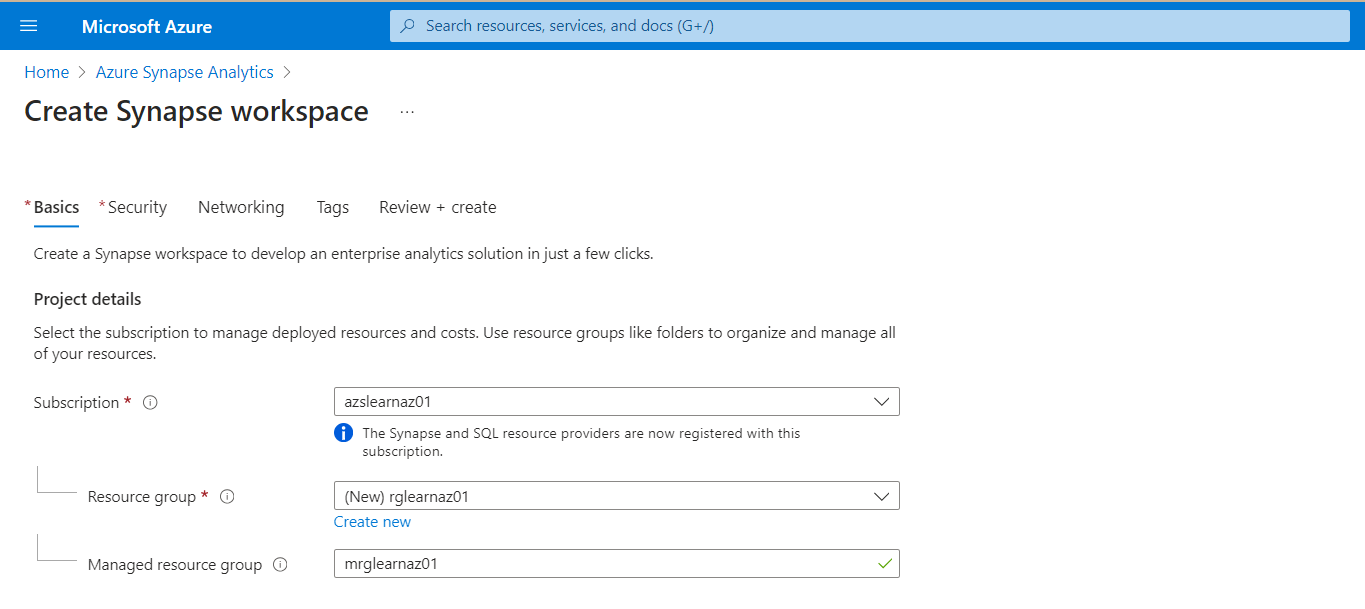 Microsoft Azure
Search resources, services, and docs (G+/)
Home > Azure Synapse Analytics >
Create Synapse workspace ...
* Basics * Security Networking Tags Review + create
Create a Synapse workspace to develop an enterprise analytics solution in just a few clicks.
Project details
Select the subscription to manage deployed resources and costs. Use resource groups like folders to organize and manage all
of your resources.
Subscription * azslearnaz01
The Synapse and SQL resource providers are now registered with this
subscription.
Resource group * (New) rglearnaz01
Create new
Managed resource group mrglearnaz01